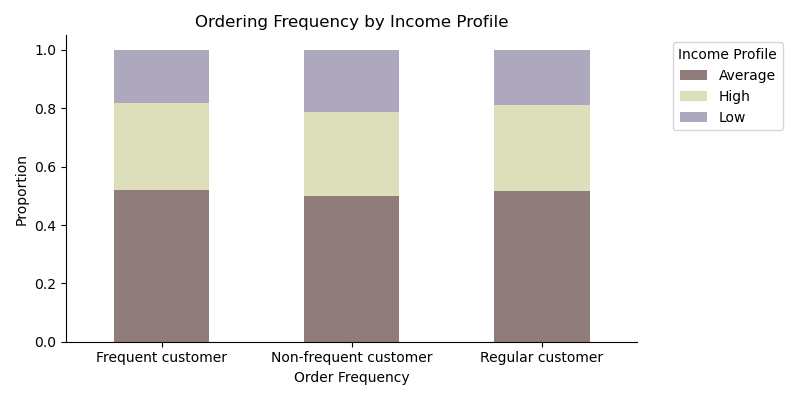 Ordering Frequency by Income Profile
Income Profile
Average
High
Low
Proportion
1.0
0.8
0.6
0.4
0.2
0.0
Frequent customer
Non-frequent customer
Regular customer
Order Frequency